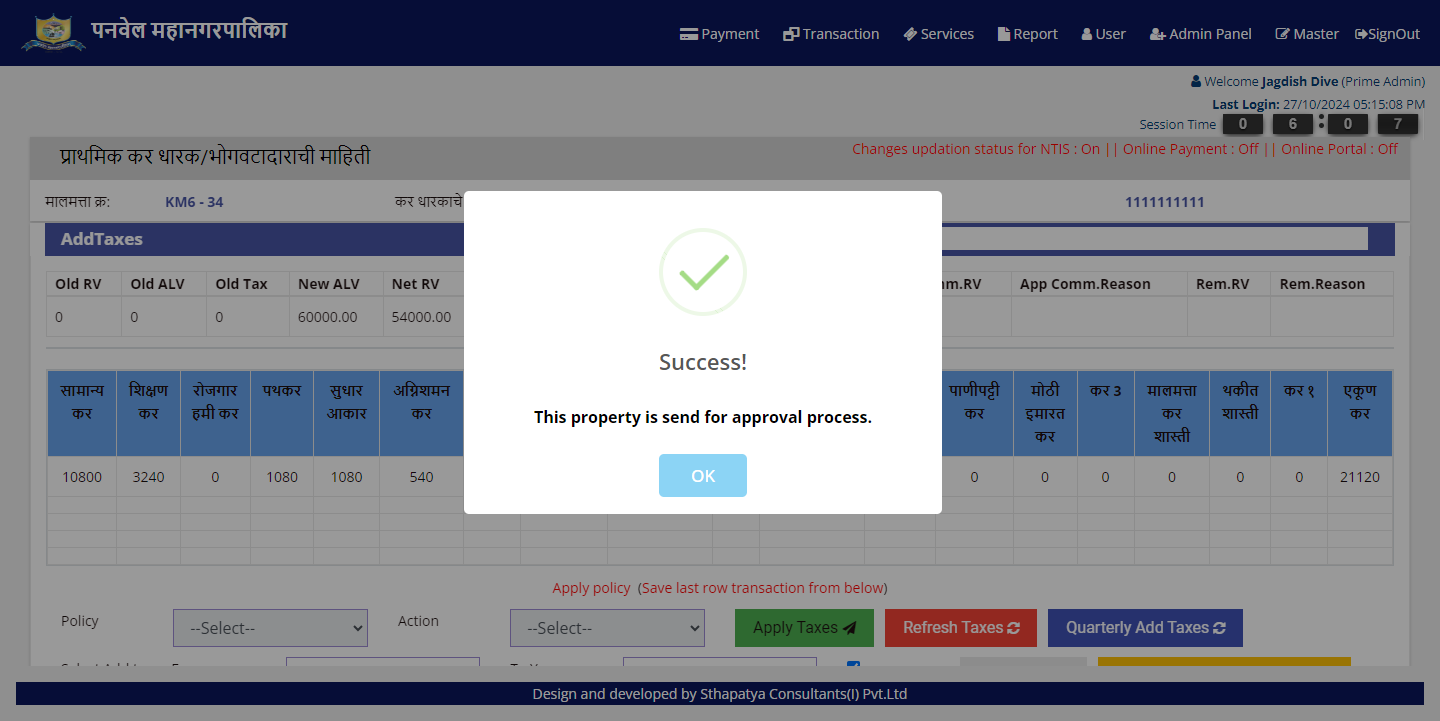 पनवेल महानगरपालिका
Payment Transaction Services Report User Admin Panel Master SignOut
Welcome Jagdish Dive (Prime Admin)
Last Login: 27/10/2024 05:15:08 PM
Session Time 0 6 : 0 7
प्राथमिक कर धारक/भोगवटादाराची माहिती
Changes updation status for NTIS : On || Online Payment : Off || Online Portal : Off
मालमत्ता क्र: KM6 - 34 कर धारकाचे 1111111111
AddTaxes
Old RV Old ALV Old Tax New ALV Net RV App Comm.Reason Rem.RV Rem.Reason
0 0 0 60000.00 54000.00
सामान्य कर शिक्षण कर रोजगार हमी कर पथकर सुधार आकार अग्निशमन कर पाणीपट्टी कर मोठी इमारत कर कर 3 मालमत्ता कर शास्ती थकीत शास्ती कर १ एकूण कर
10800 3240 0 1080 1080 540 0 0 0 0 0 0 21120
Success!
This property is send for approval process.
OK
Apply policy (Save last row transaction from below)
Policy --Select-- Action --Select-- Apply Taxes Refresh Taxes Quarterly Add Taxes
Design and developed by Sthapatya Consultants(I) Pvt.Ltd